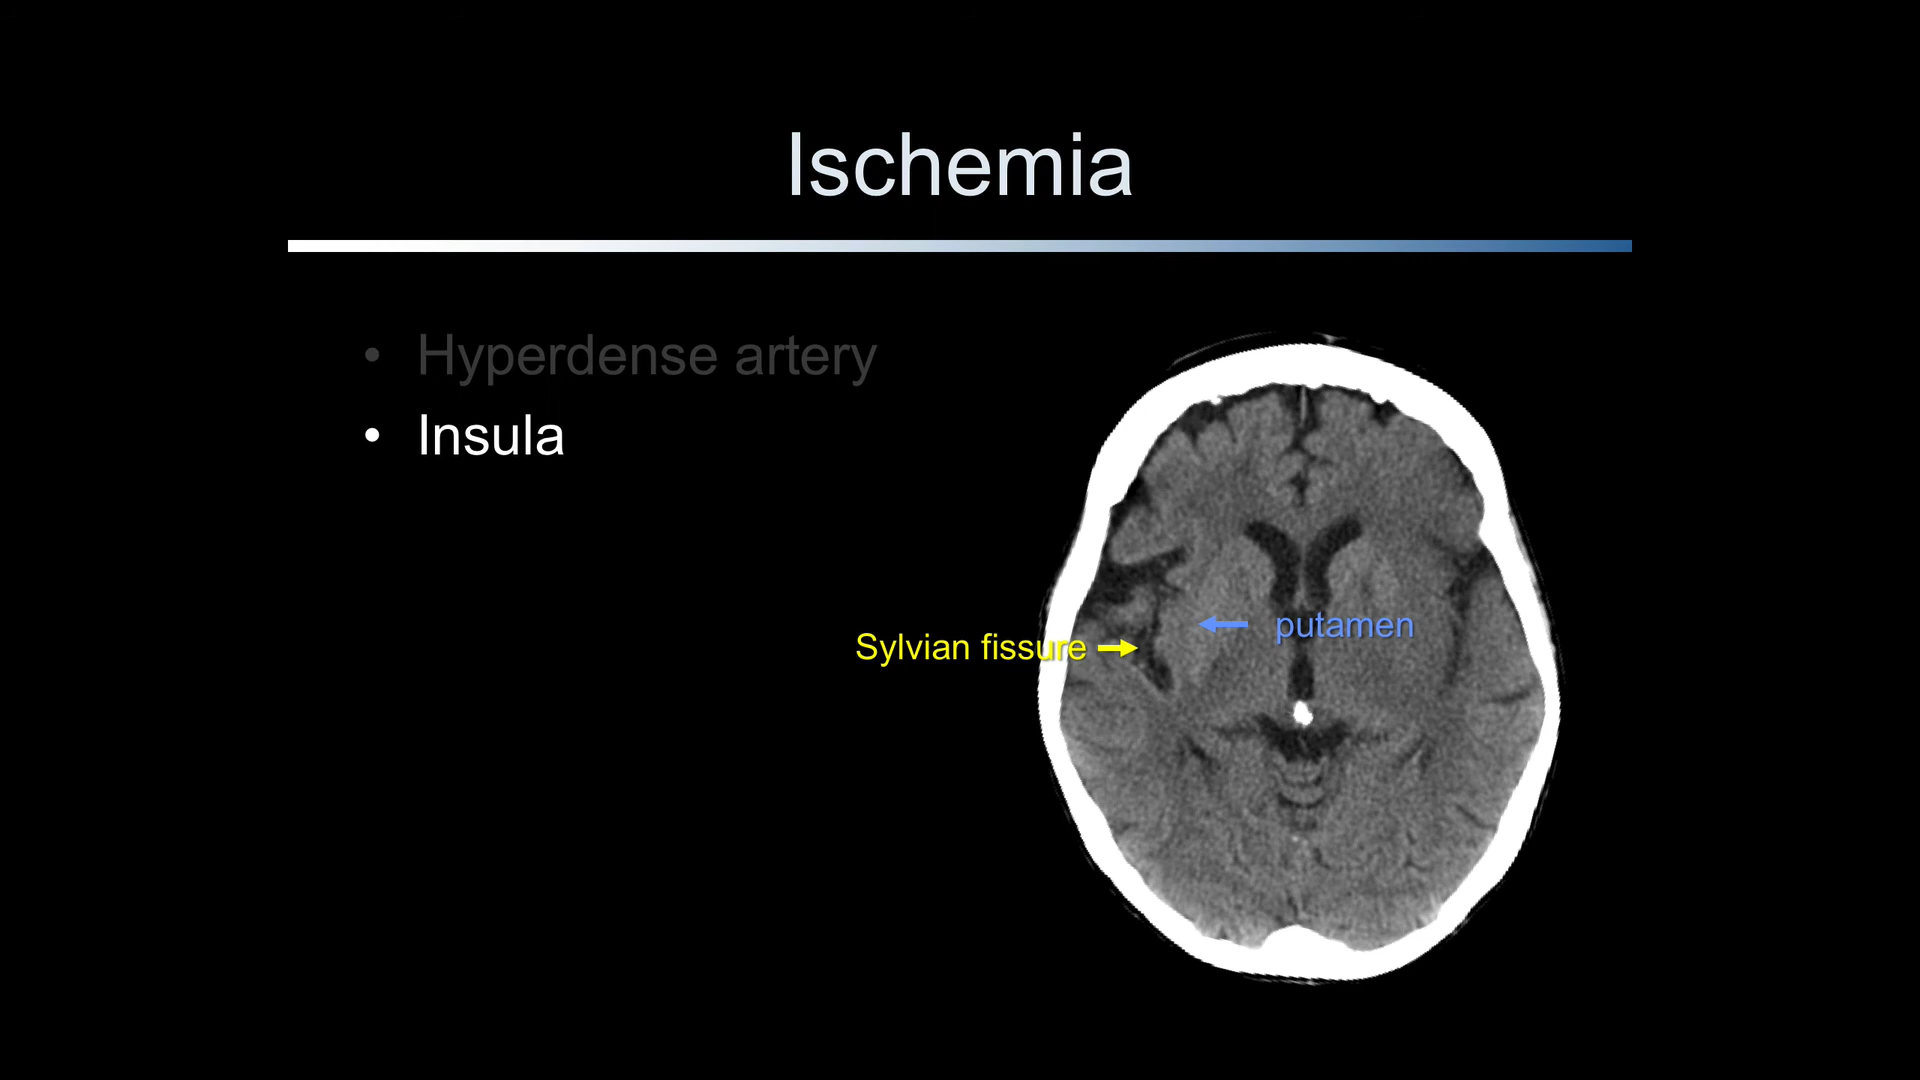 Ischemia
• Hyperdense artery
• Insula
putamen
Sylvian fissure